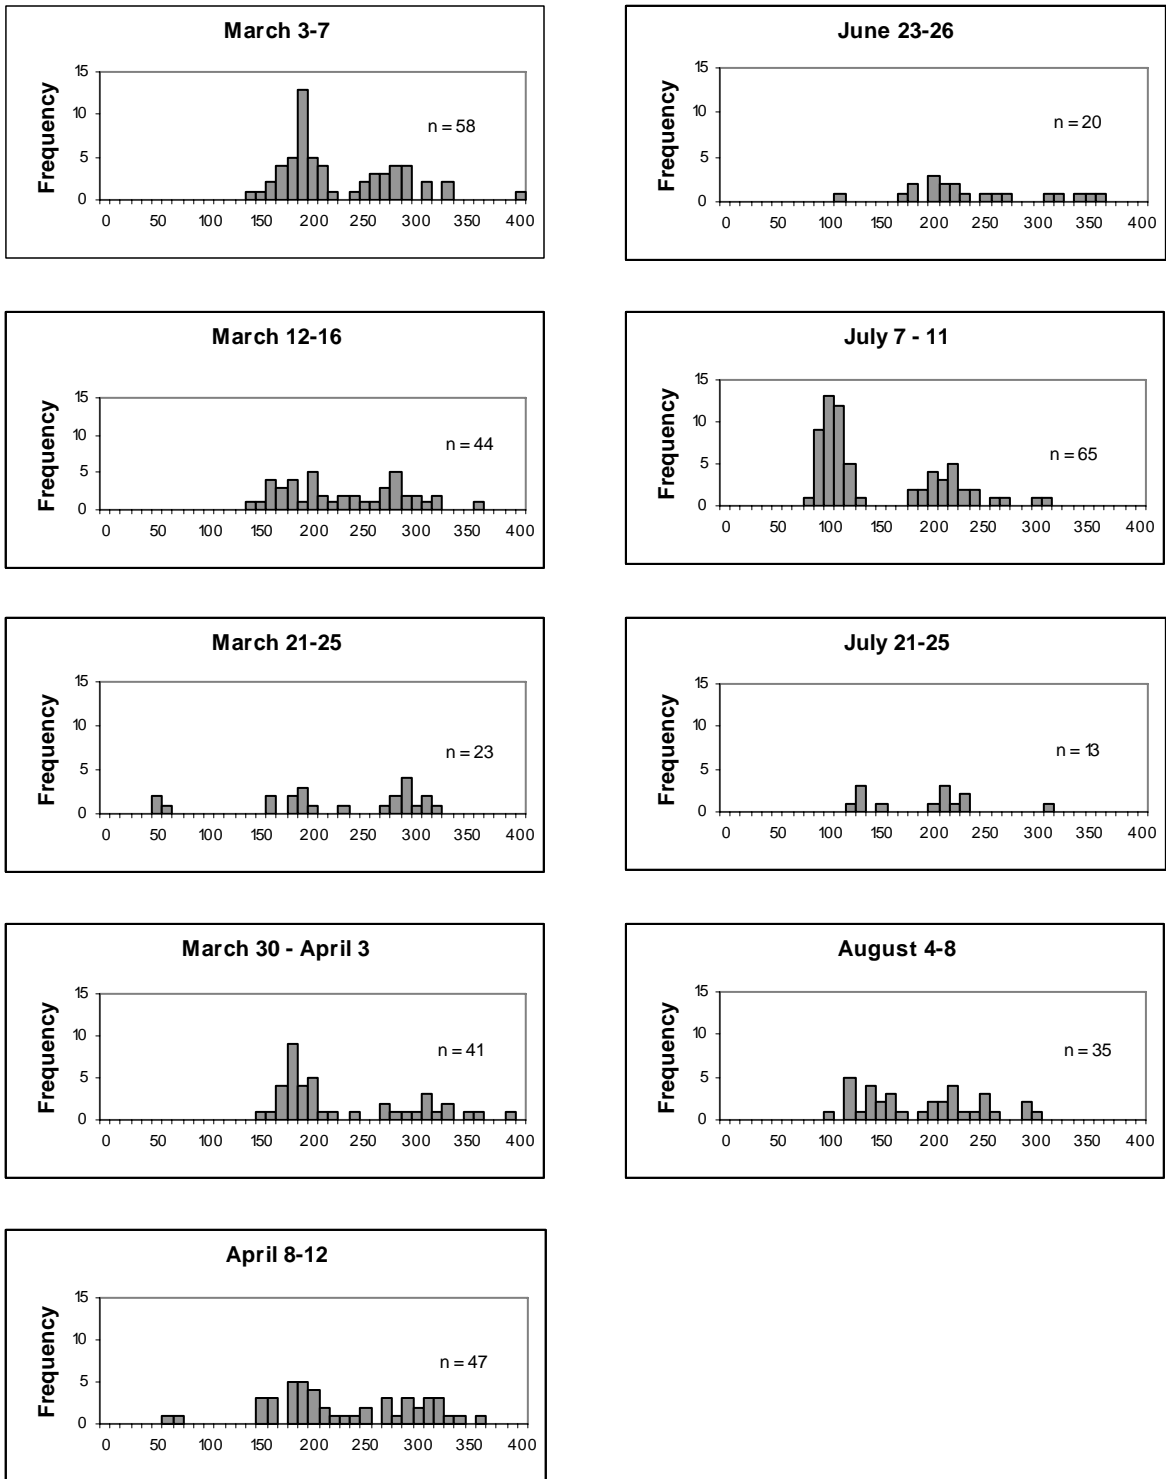 March 3-7
Frequency
15
10
5
0
n = 58
0 50 100 150 200 250 300 350 400
March 12-16
Frequency
15
10
5
0
n = 44
0 50 100 150 200 250 300 350 400
March 21-25
Frequency
15
10
5
0
n = 23
0 50 100 150 200 250 300 350 400
March 30 - April 3
Frequency
15
10
5
0
n = 41
0 50 100 150 200 250 300 350 400
April 8-12
Frequency
15
10
5
0
n = 47
0 50 100 150 200 250 300 350 400
June 23-26
Frequency
15
10
5
0
n = 20
0 50 100 150 200 250 300 350 400
July 7 - 11
Frequency
15
10
5
0
n = 65
0 50 100 150 200 250 300 350 400
July 21-25
Frequency
15
10
5
0
n = 13
0 50 100 150 200 250 300 350 400
August 4-8
Frequency
15
10
5
0
n = 35
0 50 100 150 200 250 300 350 400